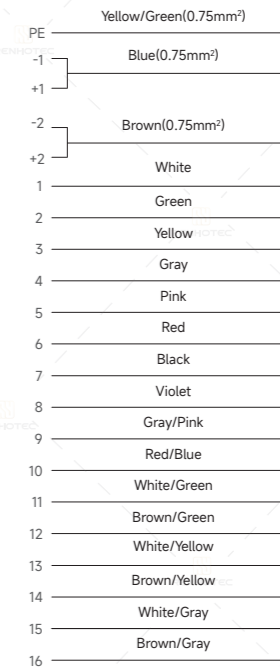 Yellow/Green(0.75mm²)
PE
-1
Blue(0.75mm²)
+1
-2
Brown(0.75mm²)
+2
White
1
Green
2
Yellow
3
Gray
4
Pink
5
Red
6
Black
7
Violet
8
Gray/Pink
9
Red/Blue
10
White/Green
11
Brown/Green
12
White/Yellow
13
Brown/Yellow
14
White/Gray
15
Brown/Gray
16